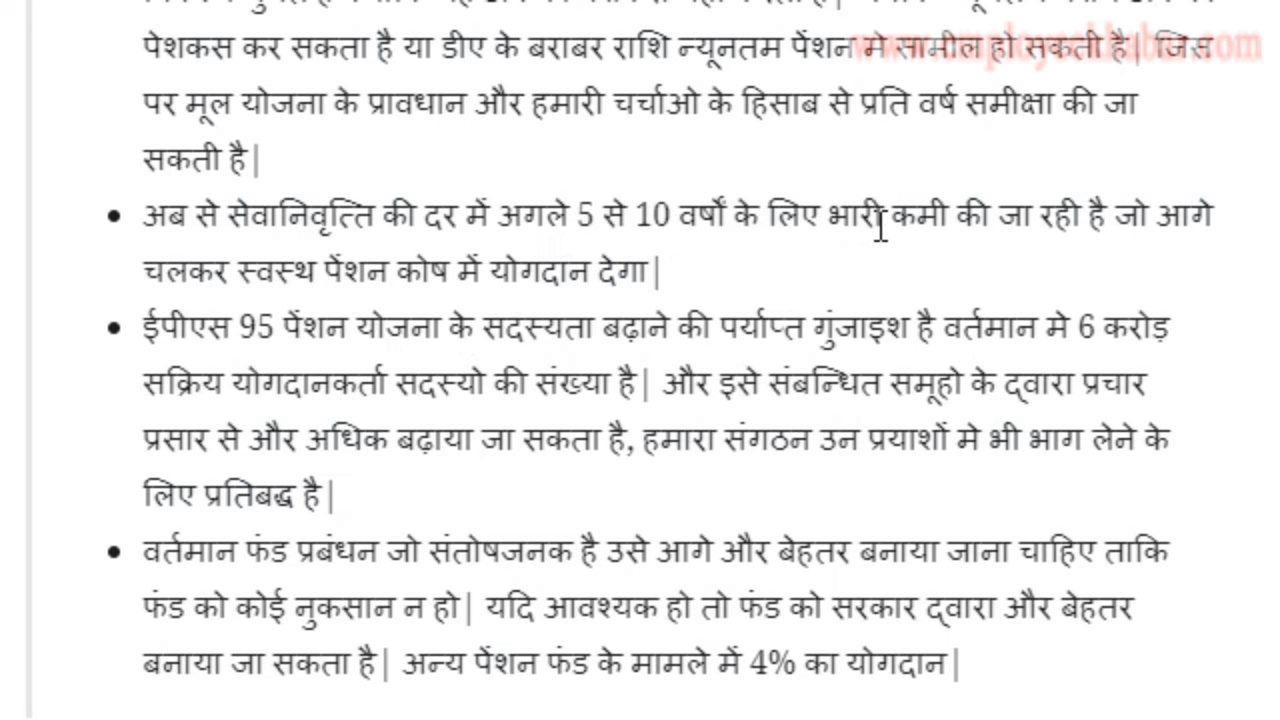 पेशकस कर सकता है या डीए के बराबर राशि न्यूनतम पेंशन मे सामील हो सकती है| जिस
पर मूल योजना के प्रावधान और हमारी चर्चाओ के हिसाब से प्रति वर्ष समीक्षा की जा
सकती है|
• अब से सेवानिवृत्ति की दर में अगले 5 से 10 वर्षों के लिए भारी कमी की जा रही है जो आगे
चलकर स्वस्थ पेंशन कोष में योगदान देगा|
• ईपीएस 95 पेंशन योजना के सदस्यता बढ़ाने की पर्याप्त गुंजाइश है वर्तमान मे 6 करोड़
सक्रिय योगदानकर्ता सदस्यो की संख्या है| और इसे संबन्धित समूहो के द्वारा प्रचार
प्रसार से और अधिक बढ़ाया जा सकता है, हमारा संगठन उन प्रयाशों मे भी भाग लेने के
लिए प्रतिबद्ध है|
• वर्तमान फंड प्रबंधन जो संतोषजनक है उसे आगे और बेहतर बनाया जाना चाहिए ताकि
फंड को कोई नुकसान न हो| यदि आवश्यक हो तो फंड को सरकार द्वारा और बेहतर
बनाया जा सकता है| अन्य पेंशन फंड के मामले में 4% का योगदान|